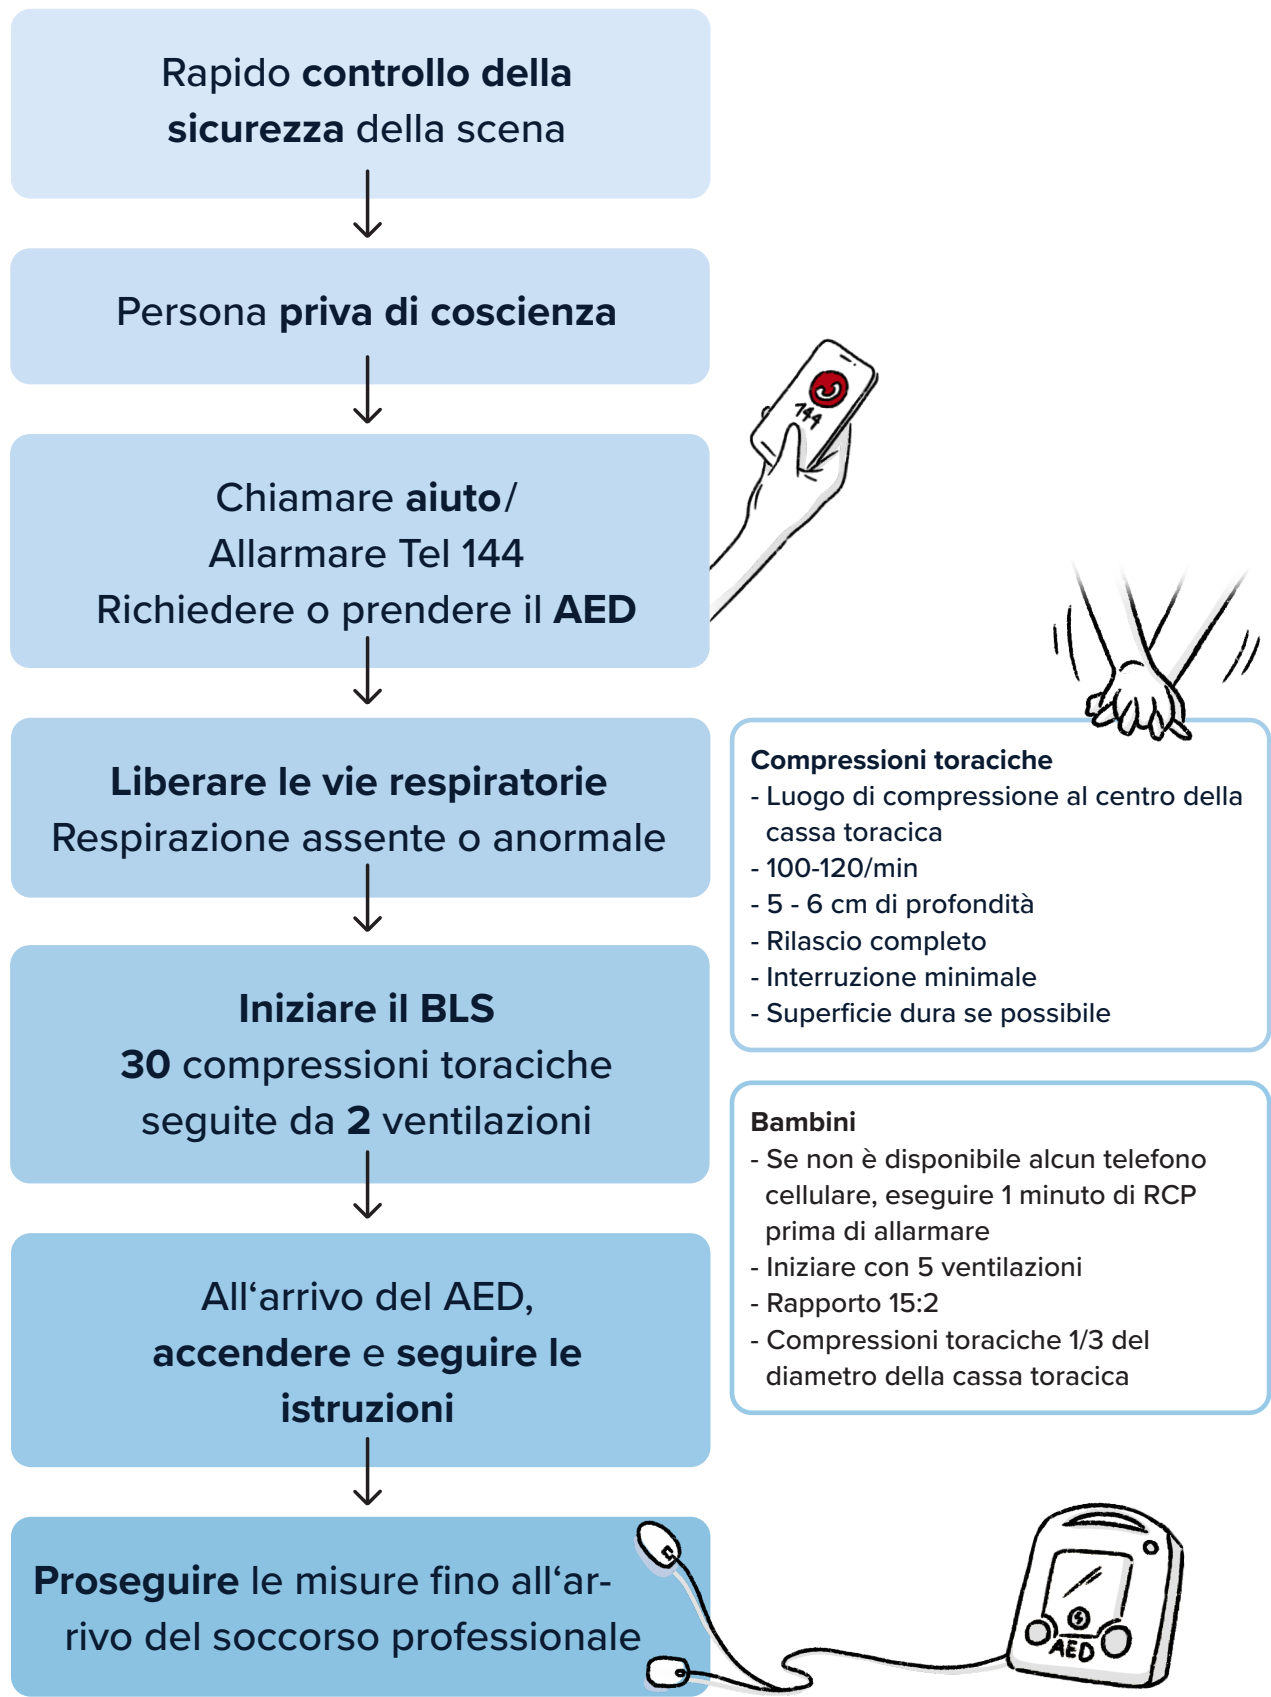 Rapido controllo della
sicurezza della scena
Persona priva di coscienza
Chiamare aiuto/
Allarmare Tel 144
Richiedere o prendere il AED
144
Liberare le vie respiratorie
Respirazione assente o anormale
Compressioni toraciche
- Luogo di compressione al centro della
cassa toracica
- 100-120/min
- 5 - 6 cm di profondità
- Rilascio completo
- Interruzione minimale
- Superficie dura se possibile
Iniziare il BLS
30 compressioni toraciche
seguite da 2 ventilazioni
Bambini
- Se non è disponibile alcun telefono
cellulare, eseguire 1 minuto di RCP
prima di allarmare
- Iniziare con 5 ventilazioni
- Rapporto 15:2
- Compressioni toraciche 1/3 del
diametro della cassa toracica
All‘arrivo del AED,
accendere e seguire le
istruzioni
Proseguire le misure fino all‘ar-
rivo del soccorso professionale
AED